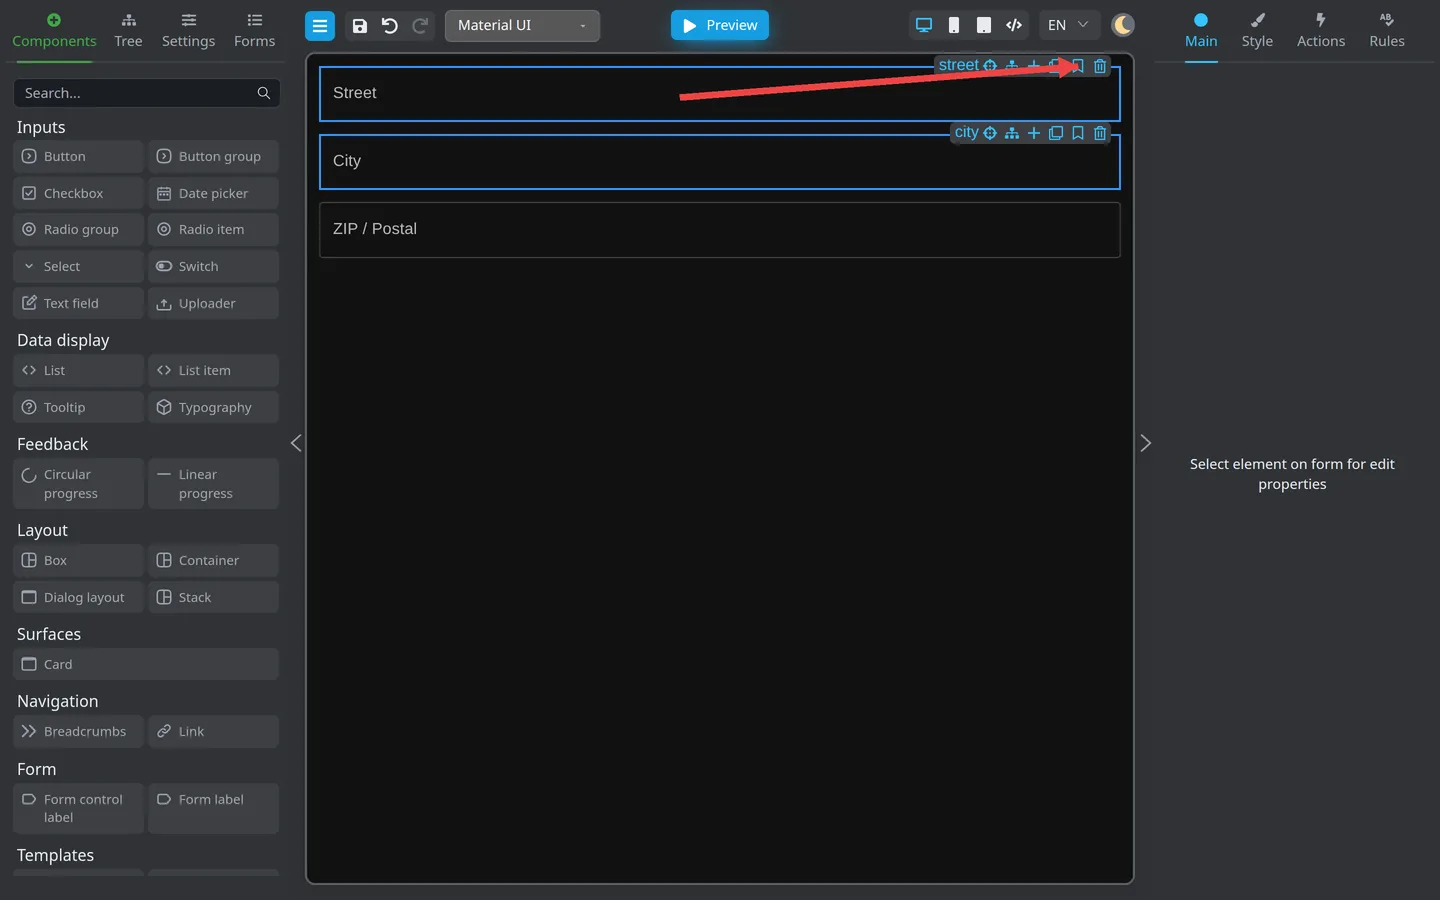 Components
Tree
Settings
Forms
Material UI
Preview
EN
Main
Style
Actions
AB
Rules
Search...
Inputs
Button
Button group
Checkbox
Date picker
Radio group
Radio item
Select
Switch
Text field
Uploader
Data display
List
List item
Tooltip
Typography
Feedback
Circular
progress
Linear
progress
Layout
Box
Container
Dialog layout
Stack
Surfaces
Card
Navigation
Breadcrumbs
Link
Form
Form control
label
Form label
Templates
street
Street
city
City
ZIP / Postal
Select element on form for edit
properties